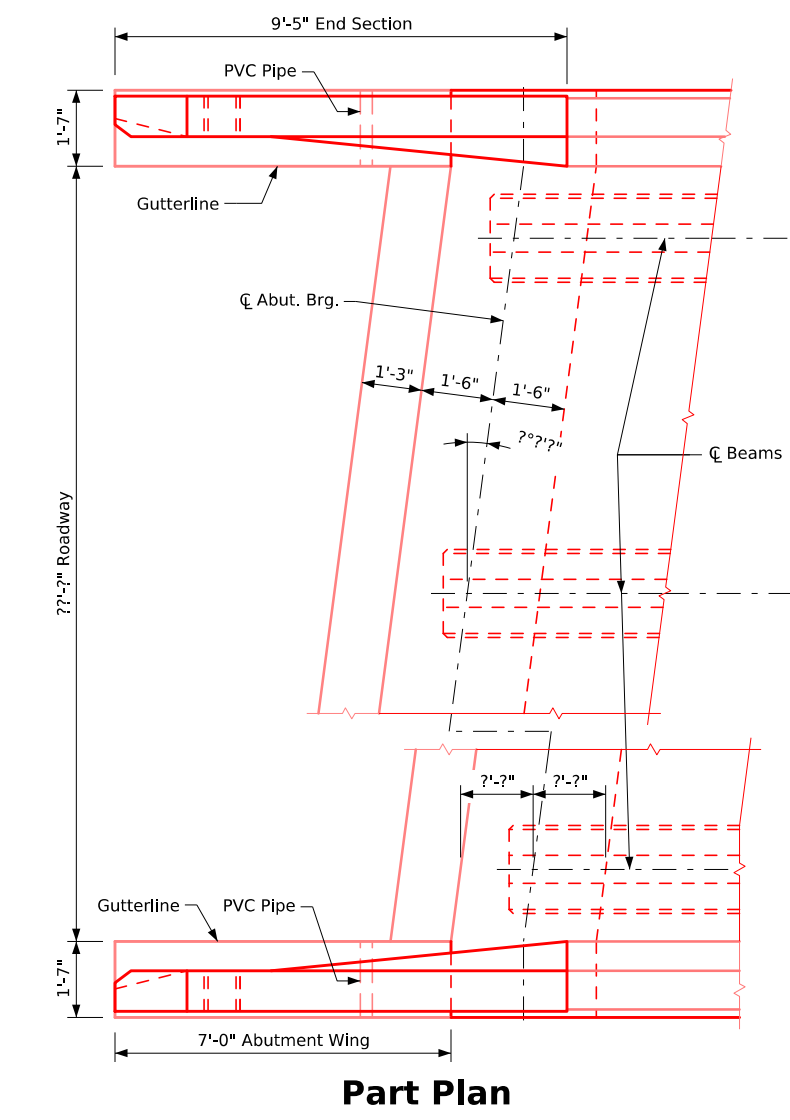 9'-5" End Section
PVC Pipe
1'-7"
Gutterline
℄ Abut. Brg.
1'-3"
1'-6"
1'-6"
?°?'?"
℄ Beams
??'-?" Roadway
?'-?"
?'-?"
Gutterline
PVC Pipe
1'-7"
7'-0" Abutment Wing
Part Plan